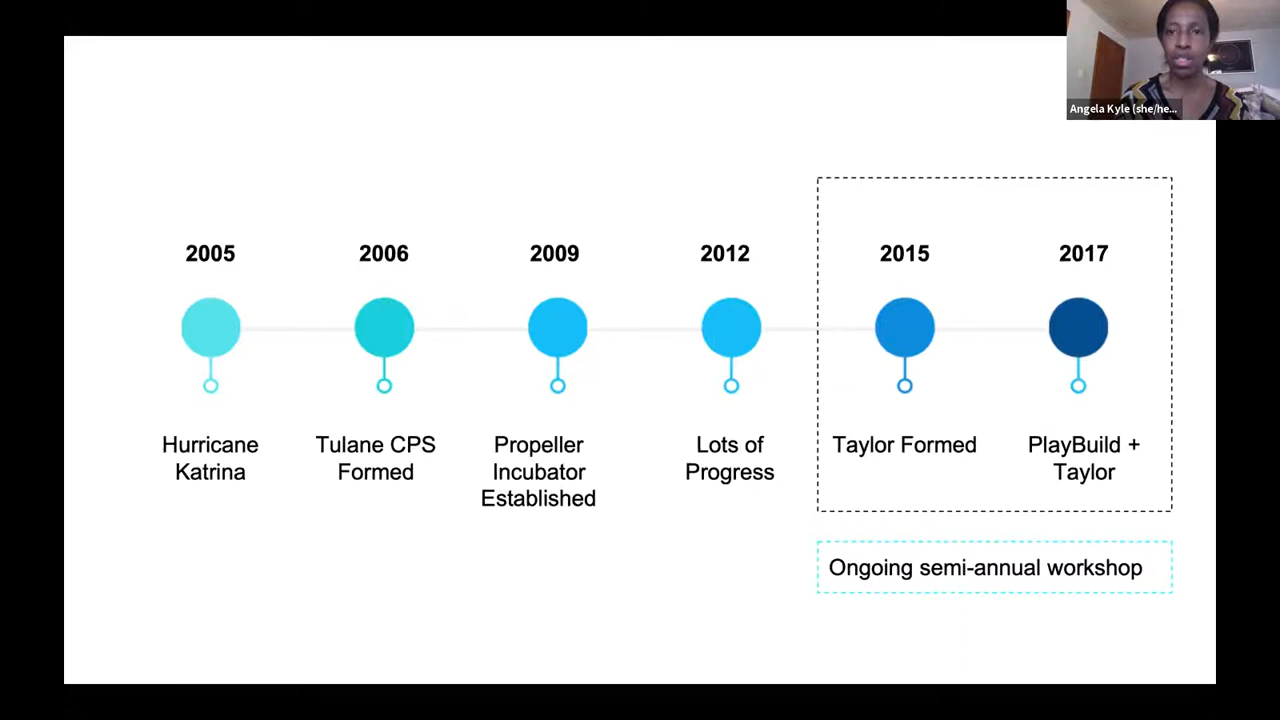 Angela Kyle (she/he...
2005
2006
2009
2012
2015
2017
Hurricane
Katrina
Tulane CPS
Formed
Propeller
Incubator
Established
Lots of
Progress
Taylor Formed
PlayBuild +
Taylor
Ongoing semi-annual workshop